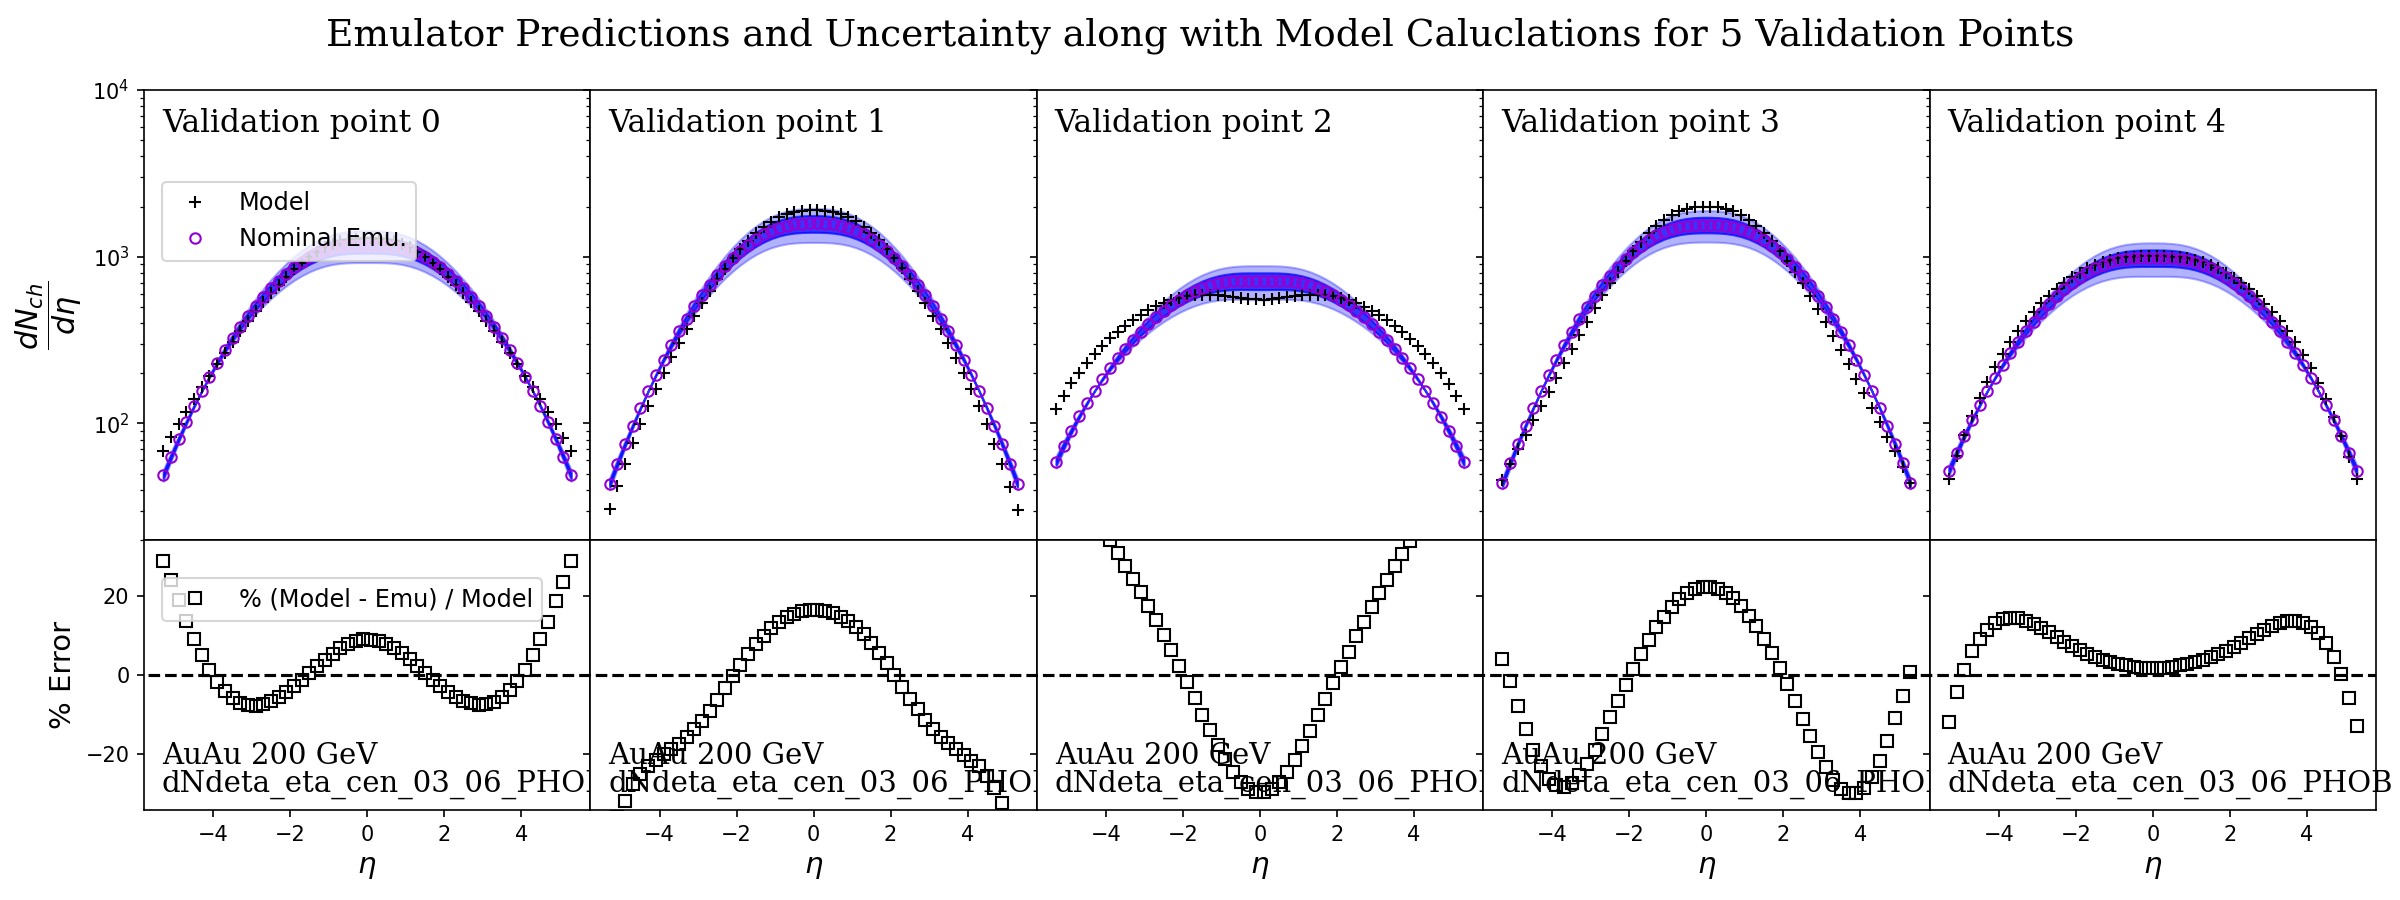 Emulator Predictions and Uncertainty along with Model Caluclations for 5 Validation Points
Validation point 0
Validation point 1
Validation point 2
Validation point 3
Validation point 4
Model
Nominal Emu.
dN_ch
dη
10^4
10^3
10^2
% (Model - Emu) / Model
% Error
20
0
−20
AuAu 200 GeV
dNdeta_eta_cen_03_06_PHOB
AuAu 200 GeV
dNdeta_eta_cen_03_06_PHOB
AuAu 200 GeV
dNdeta_eta_cen_03_06_PHO
AuAu 200 GeV
dNdeta_eta_cen_03_06_PHO
AuAu 200 GeV
dNdeta_eta_cen_03_06_PHOB
−4 −2 0 2 4
−4 −2 0 2 4
−4 −2 0 2 4
−4 −2 0 2 4
−4 −2 0 2 4
η
η
η
η
η